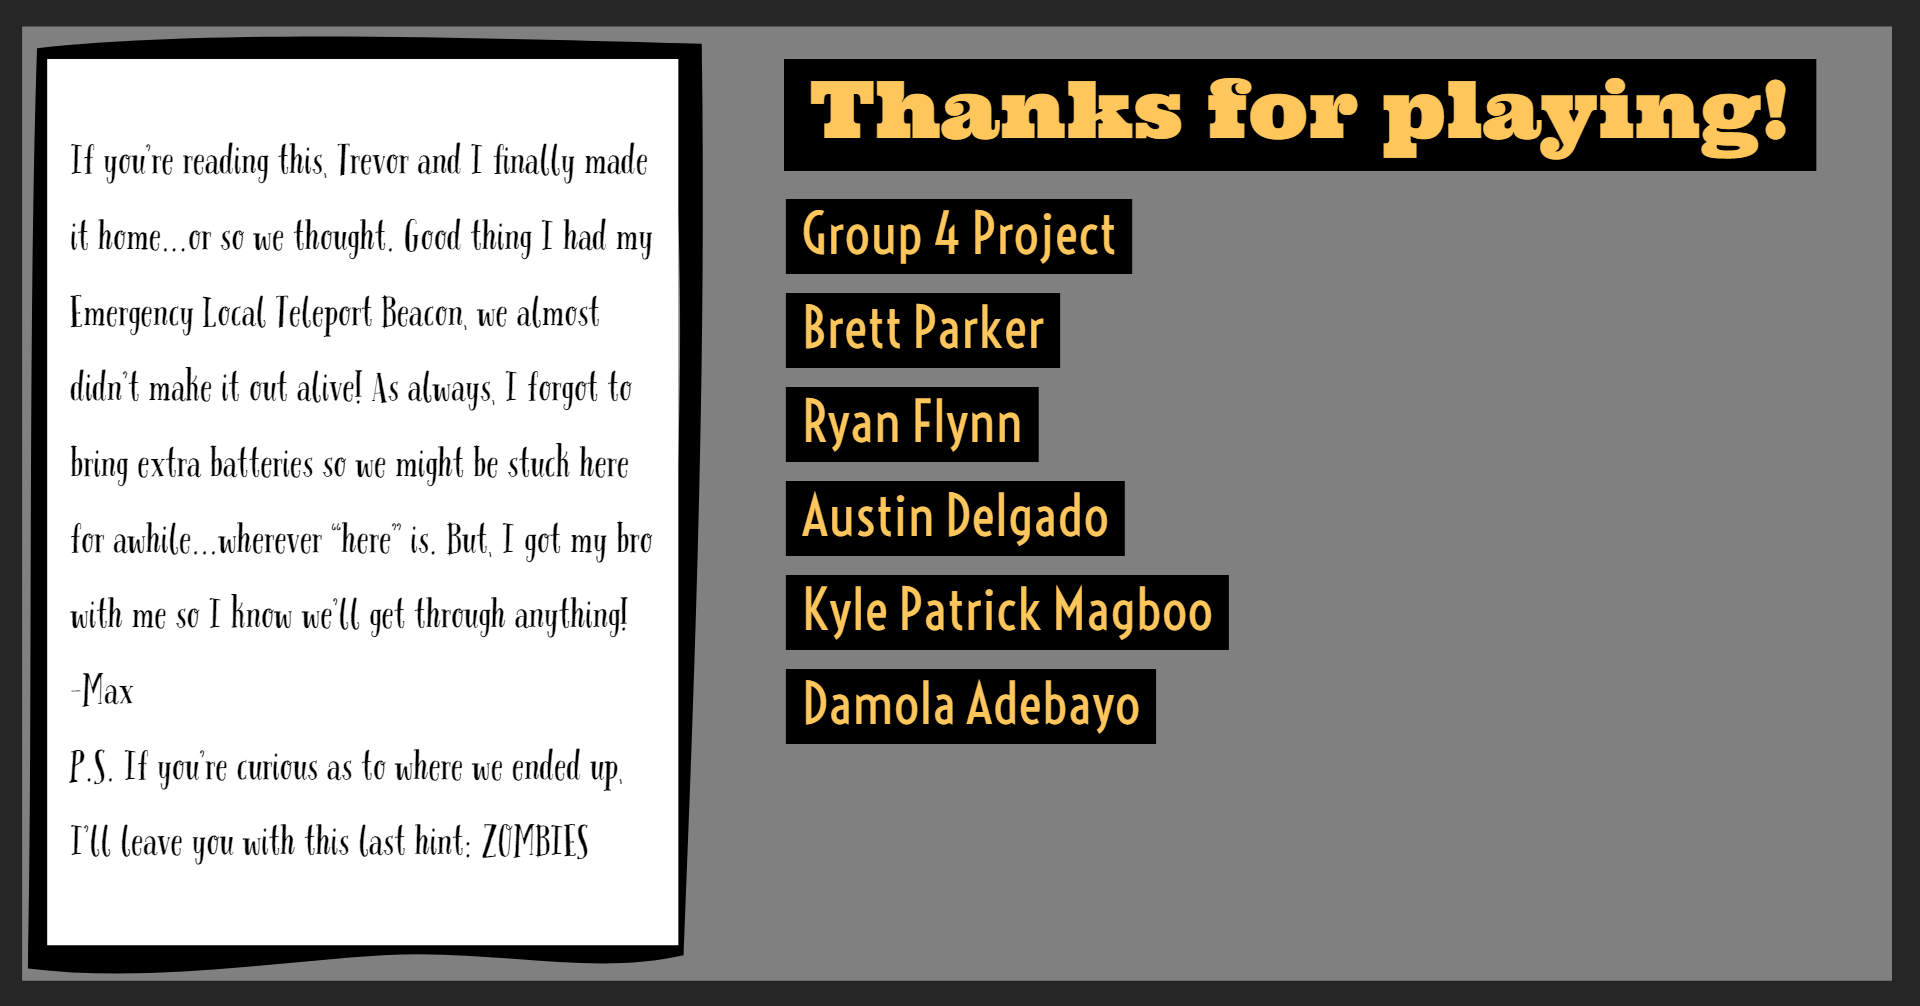 If you're reading this, Trevor and I finally made
it home...or so we thought. Good thing I had my
Emergency Local Teleport Beacon, we almost
didn't make it out alive! As always, I forgot to
bring extra batteries so we might be stuck here
for awhile...wherever “here” is. But, I got my bro
with me so I know we'll get through anything!
-Max
P.S. If you're curious as to where we ended up,
I'll leave you with this last hint: ZOMBIES
Thanks for playing!
Group 4 Project
Brett Parker
Ryan Flynn
Austin Delgado
Kyle Patrick Magboo
Damola Adebayo